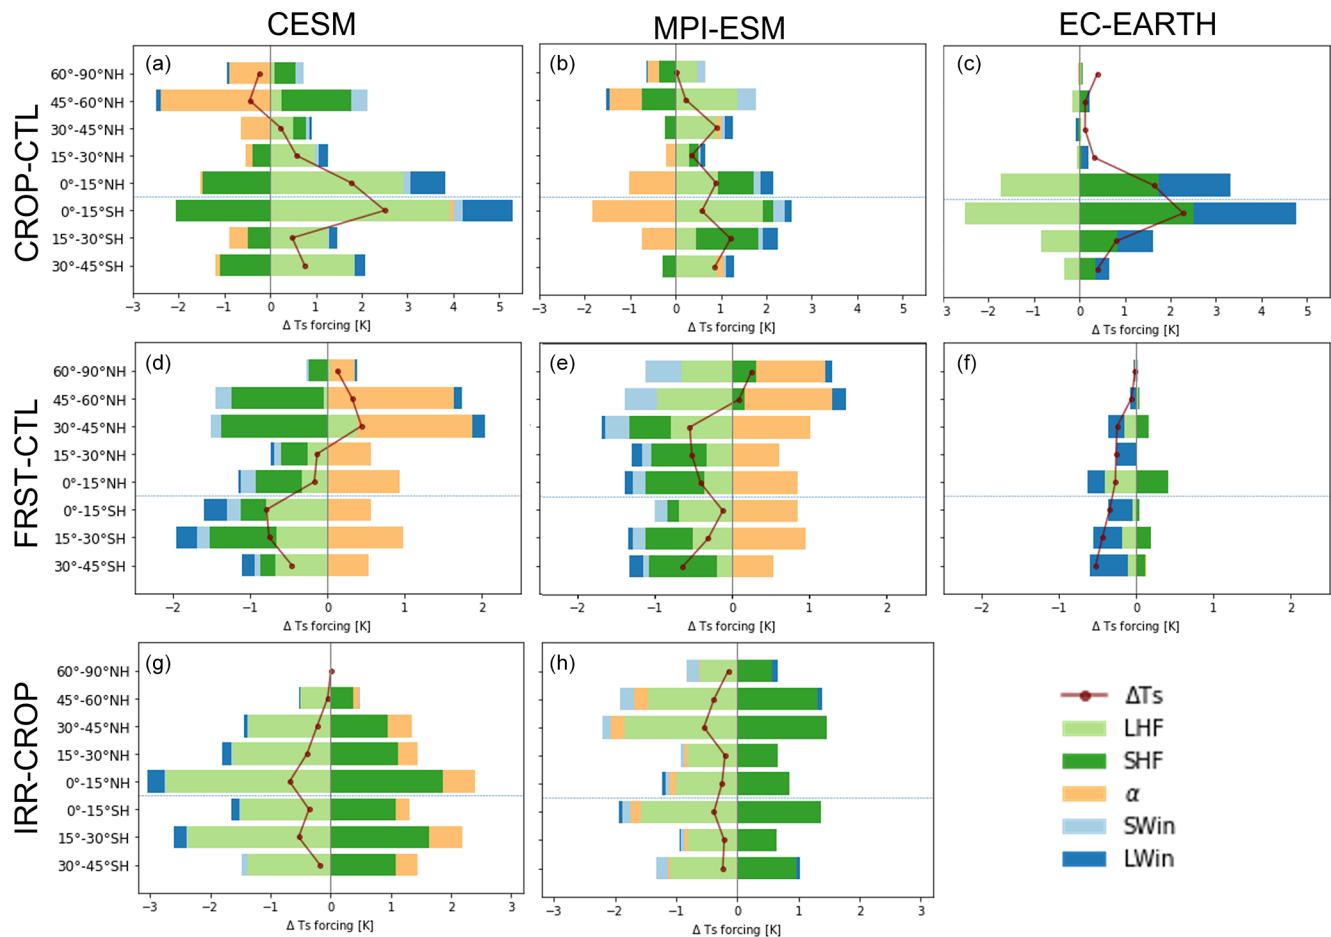 CESM
MPI-ESM
EC-EARTH
CROP-CTL
(a)
60°-90°NH
45°-60°NH
30°-45°NH
15°-30°NH
0°-15°NH
0°-15°SH
15°-30°SH
30°-45°SH
−3 −2 −1 0 1 2 3 4 5
Δ Ts forcing [K]
(b)
−3 −2 −1 0 1 2 3 4 5
Δ Ts forcing [K]
(c)
3 −2 −1 0 1 2 3 4 5
Δ Ts forcing [K]
FRST-CTL
(d)
60°-90°NH
45°-60°NH
30°-45°NH
15°-30°NH
0°-15°NH
0°-15°SH
15°-30°SH
30°-45°SH
−2 −1 0 1 2
Δ Ts forcing [K]
(e)
−2 −1 0 1 2
Δ Ts forcing [K]
(f)
−2 −1 0 1 2
Δ Ts forcing [K]
IRR-CROP
(g)
60°-90°NH
45°-60°NH
30°-45°NH
15°-30°NH
0°-15°NH
0°-15°SH
15°-30°SH
30°-45°SH
−3 −2 −1 0 1 2 3
Δ Ts forcing [K]
(h)
−3 −2 −1 0 1 2 3
Δ Ts forcing [K]
ΔTs
LHF
SHF
α
SWin
LWin